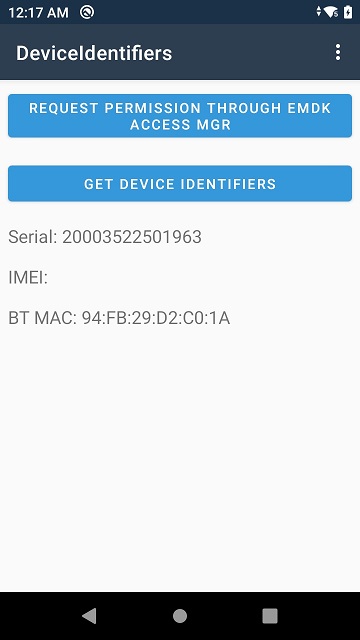 12:17 AM
DeviceIdentifiers
REQUEST PERMISSION THROUGH EMDK
ACCESS MGR
GET DEVICE IDENTIFIERS
Serial: 20003522501963
IMEI:
BT MAC: 94:FB:29:D2:C0:1A